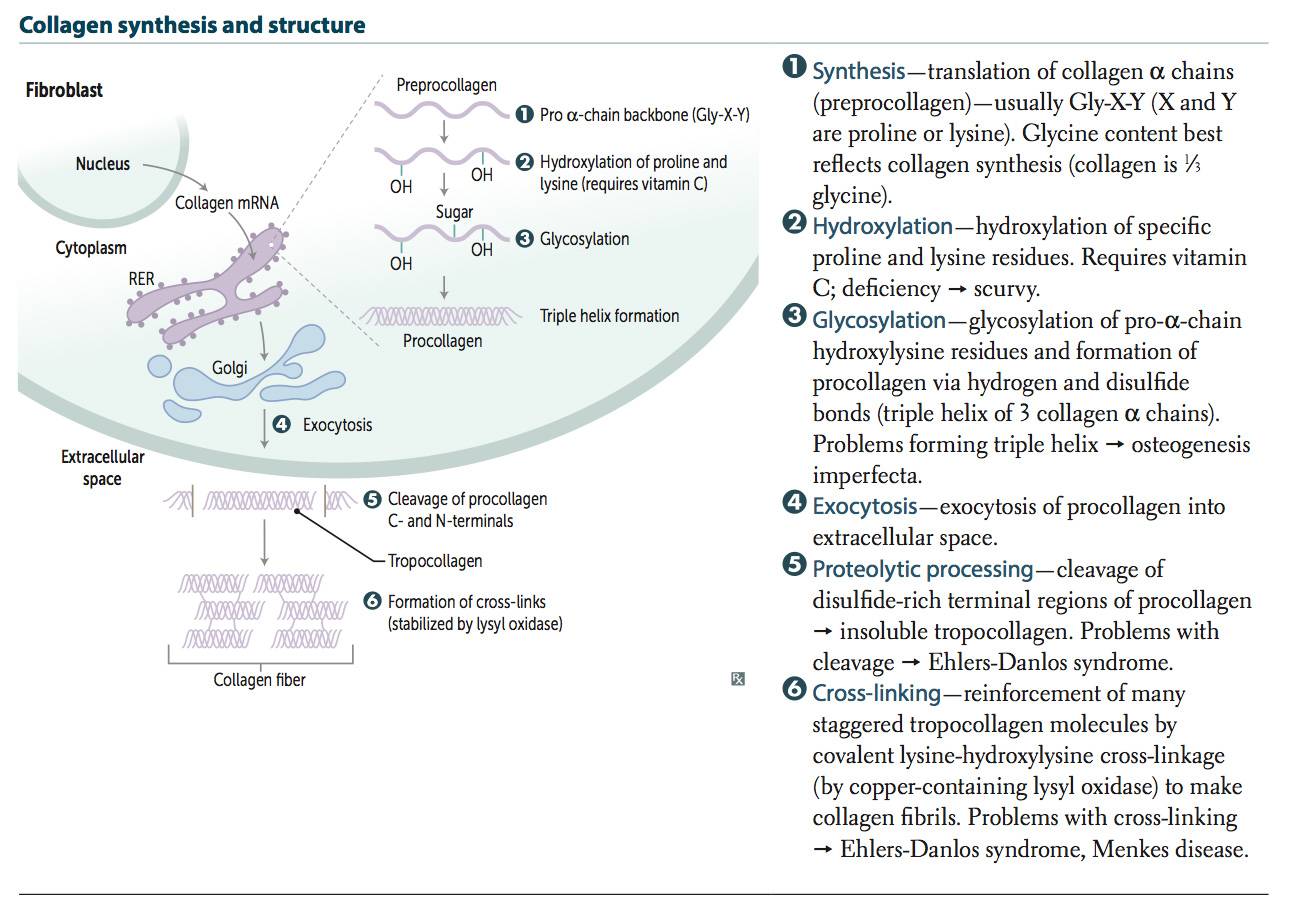 Collagen synthesis and structure
Fibroblast
Nucleus
Collagen mRNA
Cytoplasm
RER
Golgi
Preprocollagen
❶ Pro α-chain backbone (Gly-X-Y)
❷ Hydroxylation of proline and
lysine (requires vitamin C)
OH
OH
Sugar
❸ Glycosylation
OH
OH
Triple helix formation
Procollagen
❹ Exocytosis
Extracellular
space
❺ Cleavage of procollagen
C- and N-terminals
Tropocollagen
❻ Formation of cross-links
(stabilized by lysyl oxidase)
Collagen fiber
℞
❶ Synthesis—translation of collagen α chains
(preprocollagen)—usually Gly-X-Y (X and Y
are proline or lysine). Glycine content best
reflects collagen synthesis (collagen is ⅓
glycine).
❷ Hydroxylation—hydroxylation of specific
proline and lysine residues. Requires vitamin
C; deficiency → scurvy.
❸ Glycosylation—glycosylation of pro-α-chain
hydroxylysine residues and formation of
procollagen via hydrogen and disulfide
bonds (triple helix of 3 collagen α chains).
Problems forming triple helix → osteogenesis
imperfecta.
❹ Exocytosis—exocytosis of procollagen into
extracellular space.
❺ Proteolytic processing—cleavage of
disulfide-rich terminal regions of procollagen
→ insoluble tropocollagen. Problems with
cleavage → Ehlers-Danlos syndrome.
❻ Cross-linking—reinforcement of many
staggered tropocollagen molecules by
covalent lysine-hydroxylysine cross-linkage
(by copper-containing lysyl oxidase) to make
collagen fibrils. Problems with cross-linking
→ Ehlers-Danlos syndrome, Menkes disease.